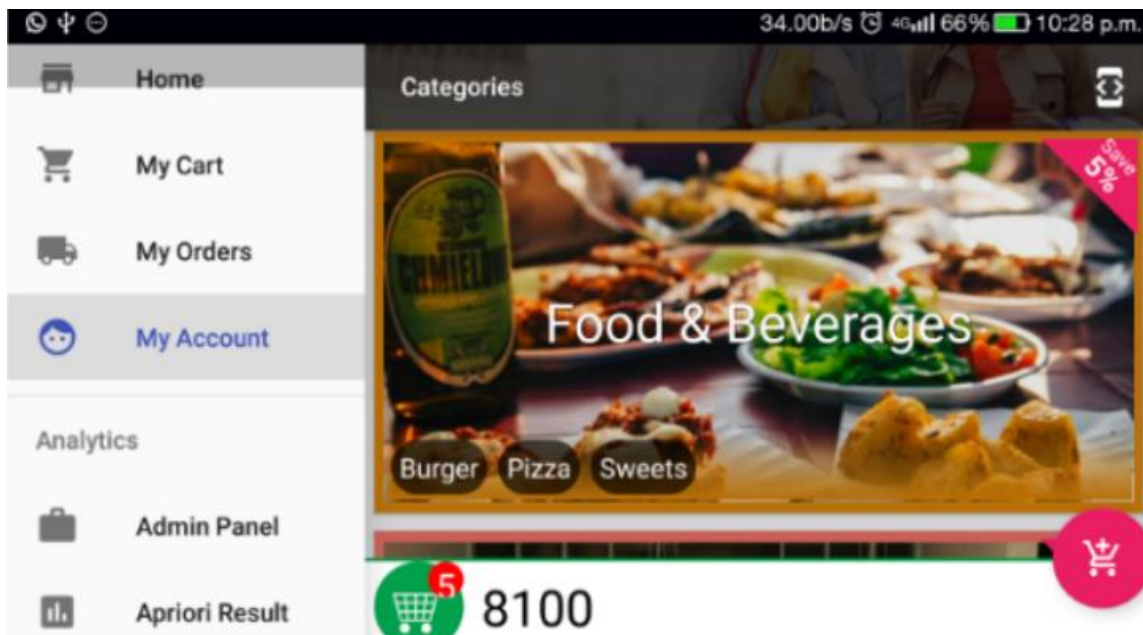 34.00b/s 4G 66% 10:28 p.m.
Home
My Cart
My Orders
My Account
Analytics
Admin Panel
Apriori Result
Categories
Save
5%
Food & Beverages
Burger Pizza Sweets
5
8100